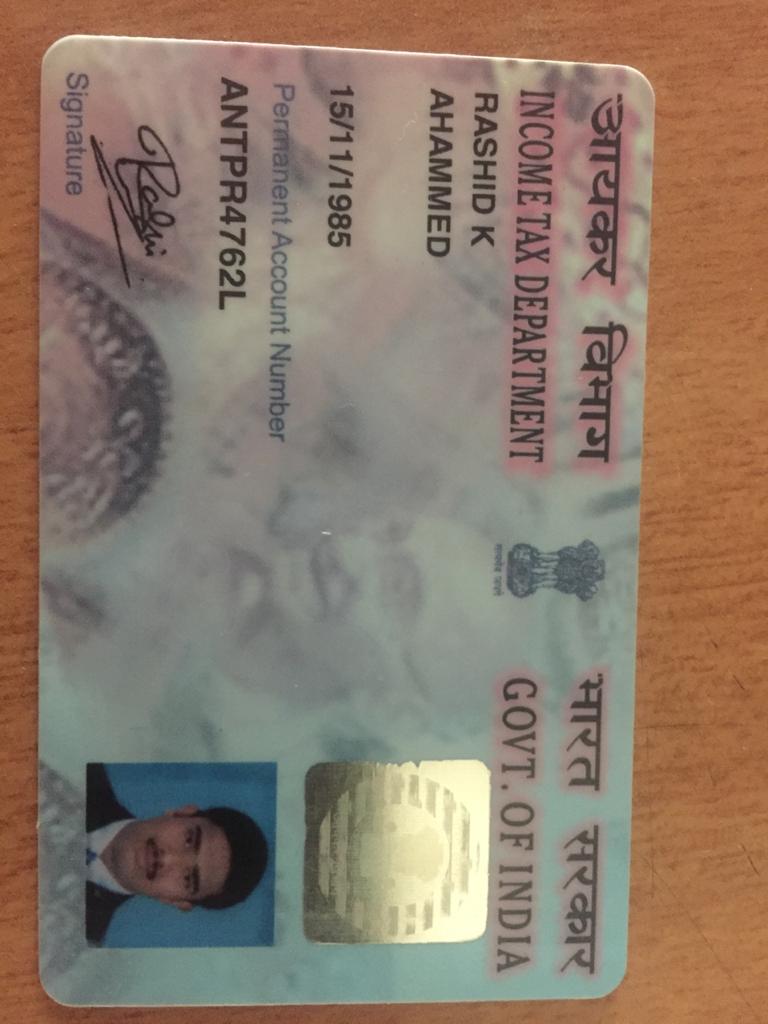 आयकर विभाग
INCOME TAX DEPARTMENT
भारत सरकार
GOVT. OF INDIA
सत्यमेव जयते
RASHID K
AHAMMED
15/11/1985
Permanent Account Number
ANTPR4762L
Signature